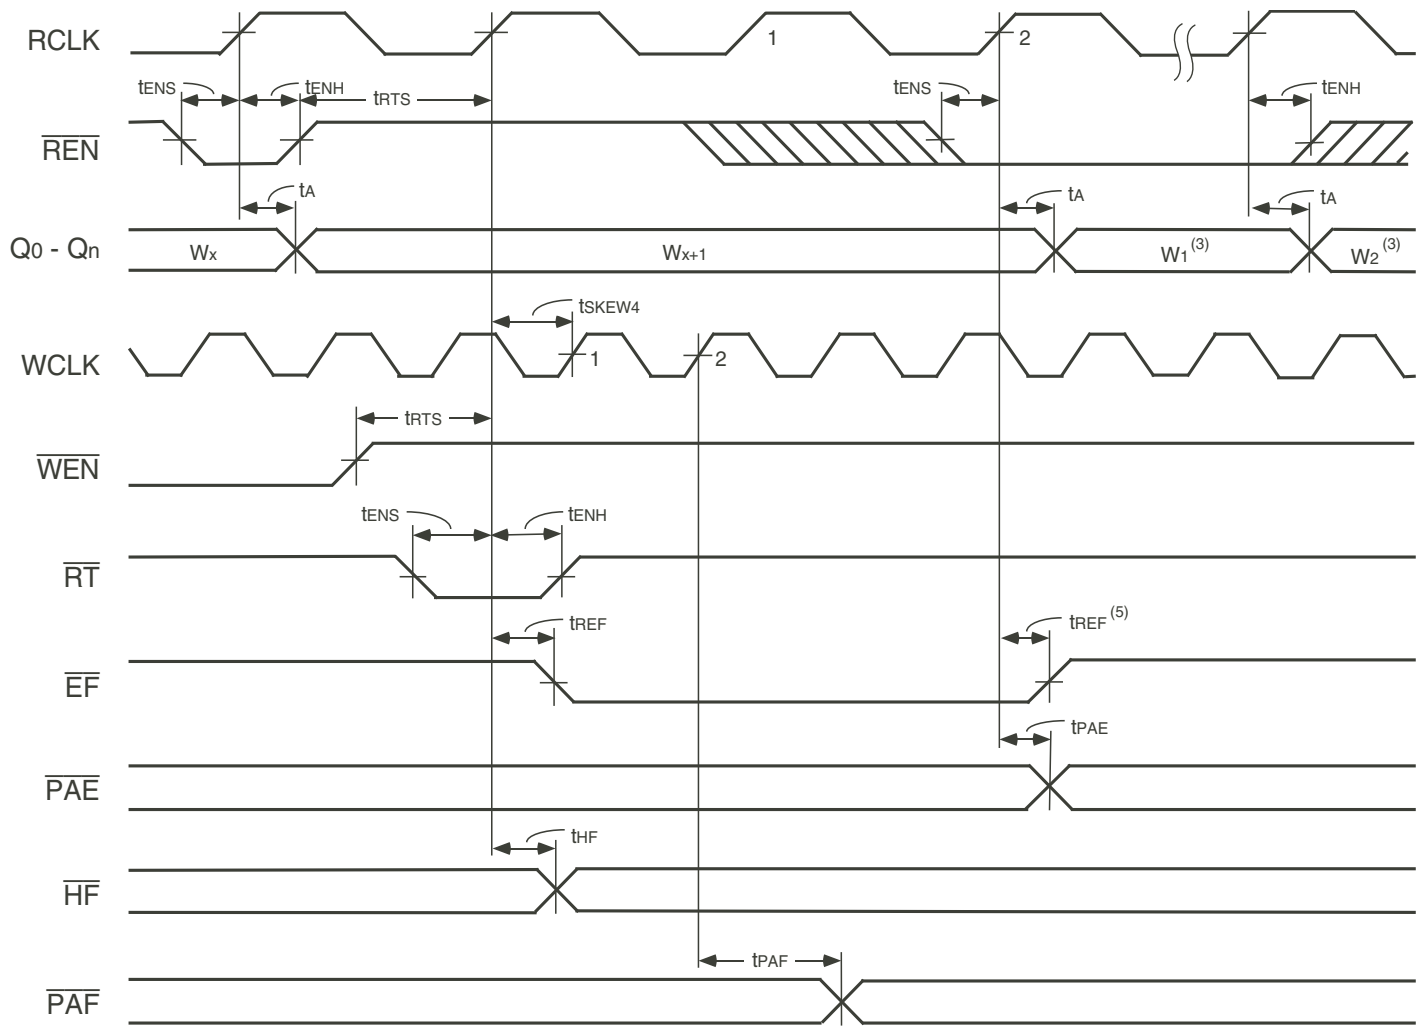 RCLK 1 2
tENS tENH tRTS tENS tENH
REN
tA tA tA
Q0 - Qn Wx Wx+1 W1 (3) W2 (3)
tSKEW4
WCLK 1 2
tRTS
WEN
tENS tENH
RT
tREF tREF (5)
EF
tPAE
PAE
tHF
HF
tPAF
PAF